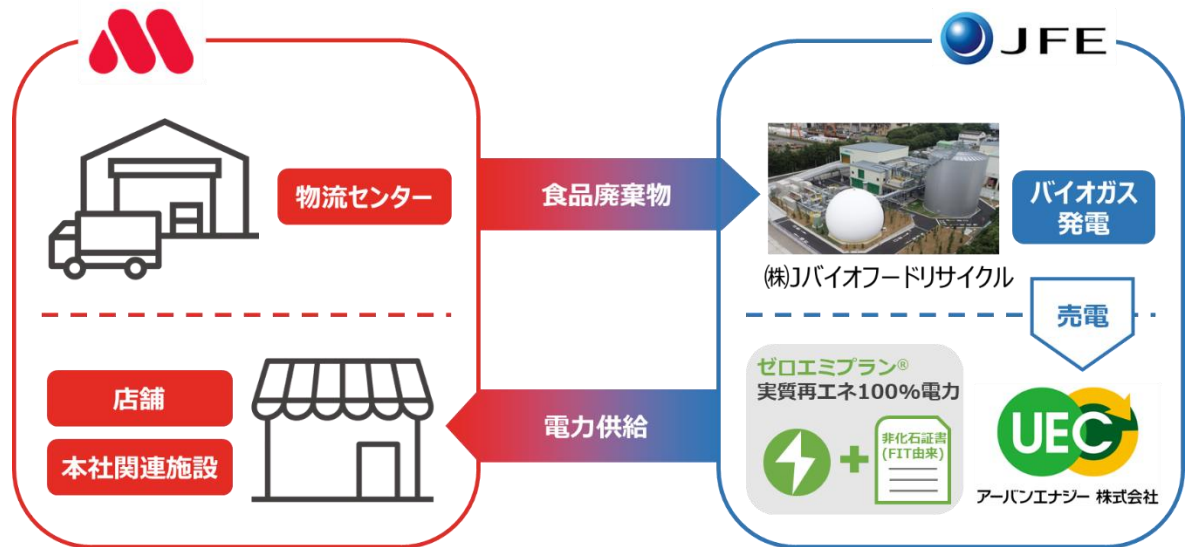 JFE
物流センター
食品廃棄物
バイオガス
発電
㈱Jバイオフードリサイクル
売電
店舗
本社関連施設
電力供給
ゼロエミプラン®
実質再エネ100%電力
非化石証書
(FIT由来)
UEC
アーバンエナジー 株式会社